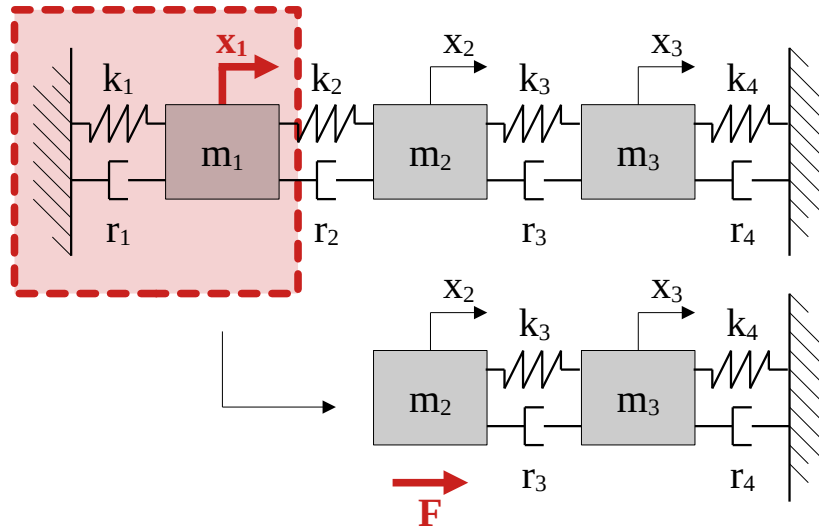 x₁ x₂ x₃
k₁ k₂ k₃ k₄
m₁ m₂ m₃
r₁ r₂ r₃ r₄
x₂ x₃
k₃ k₄
m₂ m₃
r₃ r₄
F